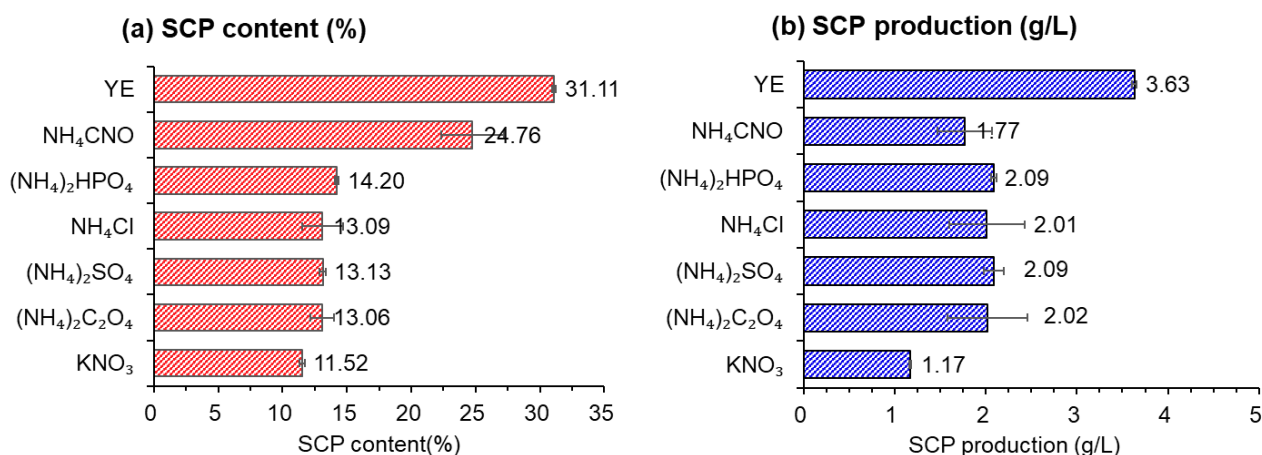 (a) SCP content (%)
YE
31.11
NH₄CNO
24.76
(NH₄)₂HPO₄
14.20
NH₄Cl
13.09
(NH₄)₂SO₄
13.13
(NH₄)₂C₂O₄
13.06
KNO₃
11.52
0 5 10 15 20 25 30 35
SCP content(%)
(b) SCP production (g/L)
YE
3.63
NH₄CNO
1.77
(NH₄)₂HPO₄
2.09
NH₄Cl
2.01
(NH₄)₂SO₄
2.09
(NH₄)₂C₂O₄
2.02
KNO₃
1.17
0 1 2 3 4 5
SCP production (g/L)